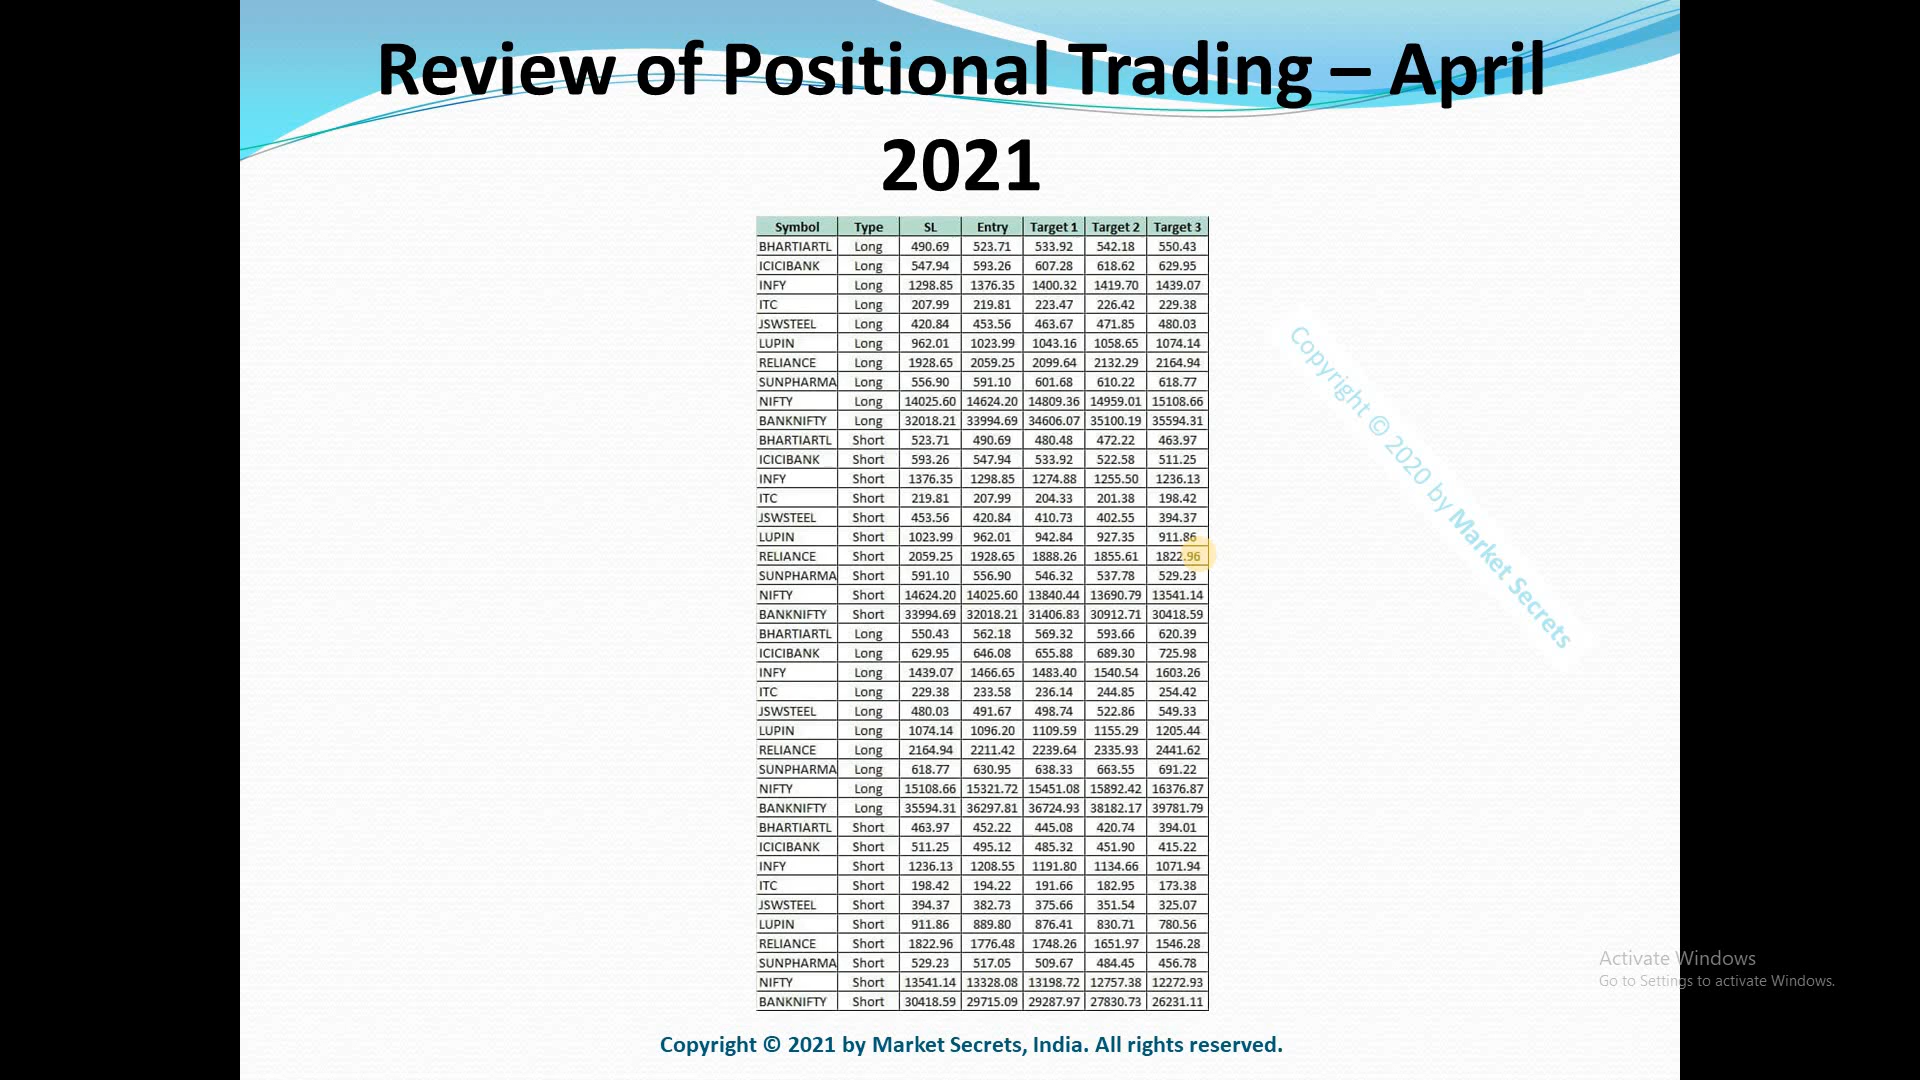 Review of Positional Trading – April
2021
Symbol Type SL Entry Target 1 Target 2 Target 3
BHARTIARTL Long 490.69 523.71 533.92 542.18 550.43
ICICIBANK Long 547.94 593.26 607.28 618.62 629.95
INFY Long 1298.85 1376.35 1400.32 1419.70 1439.07
ITC Long 207.99 219.81 223.47 226.42 229.38
JSWSTEEL Long 420.84 453.56 463.67 471.85 480.03
LUPIN Long 962.01 1023.99 1043.16 1058.65 1074.14
RELIANCE Long 1928.65 2059.25 2099.64 2132.29 2164.94
SUNPHARMA Long 556.90 591.10 601.68 610.22 618.77
NIFTY Long 14025.60 14624.20 14809.36 14959.01 15108.66
BANKNIFTY Long 32018.21 33994.69 34606.07 35100.19 35594.31
BHARTIARTL Short 523.71 490.69 480.48 472.22 463.97
ICICIBANK Short 593.26 547.94 533.92 522.58 511.25
INFY Short 1376.35 1298.85 1274.88 1255.50 1236.13
ITC Short 219.81 207.99 204.33 201.38 198.42
JSWSTEEL Short 453.56 420.84 410.73 402.55 394.37
LUPIN Short 1023.99 962.01 942.84 927.35 911.86
RELIANCE Short 2059.25 1928.65 1888.26 1855.61 1822.96
SUNPHARMA Short 591.10 556.90 546.32 537.78 529.23
NIFTY Short 14624.20 14025.60 13840.44 13690.79 13541.14
BANKNIFTY Short 33994.69 32018.21 31406.83 30912.71 30418.59
BHARTIARTL Long 550.43 562.18 569.32 593.66 620.39
ICICIBANK Long 629.95 646.08 655.88 689.30 725.98
INFY Long 1439.07 1466.65 1483.40 1540.54 1603.26
ITC Long 229.38 233.58 236.14 244.85 254.42
JSWSTEEL Long 480.03 491.67 498.74 522.86 549.33
LUPIN Long 1074.14 1096.20 1109.59 1155.29 1205.44
RELIANCE Long 2164.94 2211.42 2239.64 2335.93 2441.62
SUNPHARMA Long 618.77 630.95 638.33 663.55 691.22
NIFTY Long 15108.66 15321.72 15451.08 15892.42 16376.87
BANKNIFTY Long 35594.31 36297.81 36724.93 38182.17 39781.79
BHARTIARTL Short 463.97 452.22 445.08 420.74 394.01
ICICIBANK Short 511.25 495.12 485.32 451.90 415.22
INFY Short 1236.13 1208.55 1191.80 1134.66 1071.94
ITC Short 198.42 194.22 191.66 182.95 173.38
JSWSTEEL Short 394.37 382.73 375.66 351.54 325.07
LUPIN Short 911.86 889.80 876.41 830.71 780.56
RELIANCE Short 1822.96 1776.48 1748.26 1651.97 1546.28
SUNPHARMA Short 529.23 517.05 509.67 484.45 456.78
NIFTY Short 13541.14 13328.08 13198.72 12757.38 12272.93
BANKNIFTY Short 30418.59 29715.09 29287.97 27830.73 26231.11
Copyright © 2020 by Market Secrets
Activate Windows
Go to Settings to activate Windows.
Copyright © 2021 by Market Secrets, India. All rights reserved.